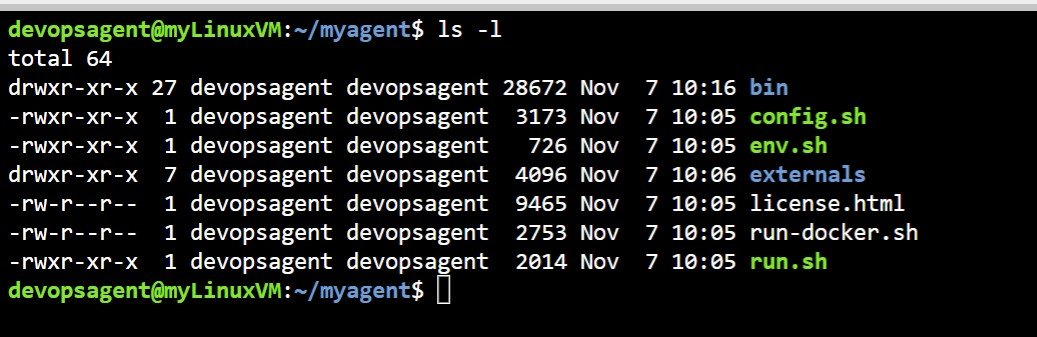 devopsagent@myLinuxVM:~/myagent$ ls -l
total 64
drwxr-xr-x 27 devopsagent devopsagent 28672 Nov  7 10:16 bin
-rwxr-xr-x  1 devopsagent devopsagent  3173 Nov  7 10:05 config.sh
-rwxr-xr-x  1 devopsagent devopsagent   726 Nov  7 10:05 env.sh
drwxr-xr-x  7 devopsagent devopsagent  4096 Nov  7 10:06 externals
-rw-r--r--  1 devopsagent devopsagent  9465 Nov  7 10:05 license.html
-rw-r--r--  1 devopsagent devopsagent  2753 Nov  7 10:05 run-docker.sh
-rwxr-xr-x  1 devopsagent devopsagent  2014 Nov  7 10:05 run.sh
devopsagent@myLinuxVM:~/myagent$